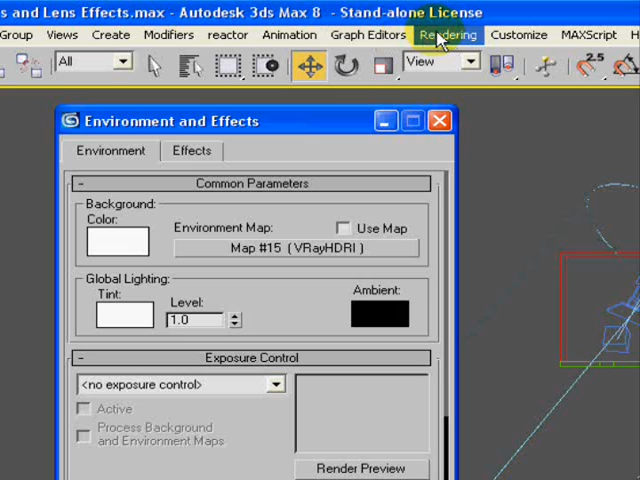 s and Lens Effects.max - Autodesk 3ds Max 8 - Stand-alone License
Group Views Create Modifiers reactor Animation Graph Editors Rendering Customize MAXScript H
All View 2.5
Environment and Effects
Environment Effects
- Common Parameters
Background:
Color:
Environment Map: Use Map
Map #15 ( VRayHDRI )
Global Lighting:
Tint: Level: Ambient:
1.0
- Exposure Control
<no exposure control>
Active
Process Background
and Environment Maps
Render Preview